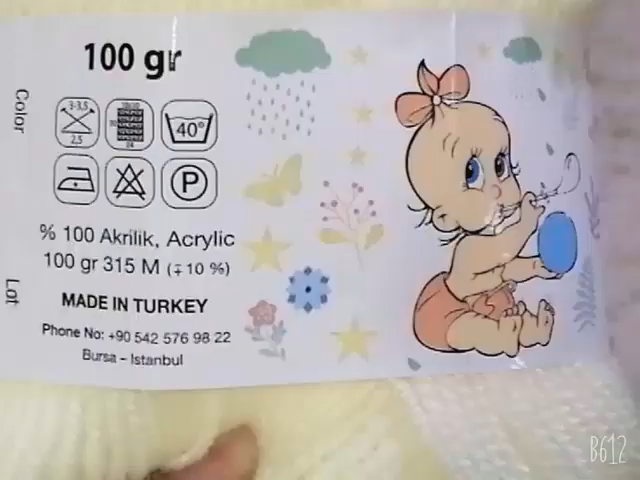 100 gr
Color
3-3,5
2,5
40°
P
% 100 Akrilik, Acrylic
100 gr 315 M (∓10 %)
Lot
MADE IN TURKEY
Phone No: +90 542 576 98 22
Bursa - Istanbul
B612